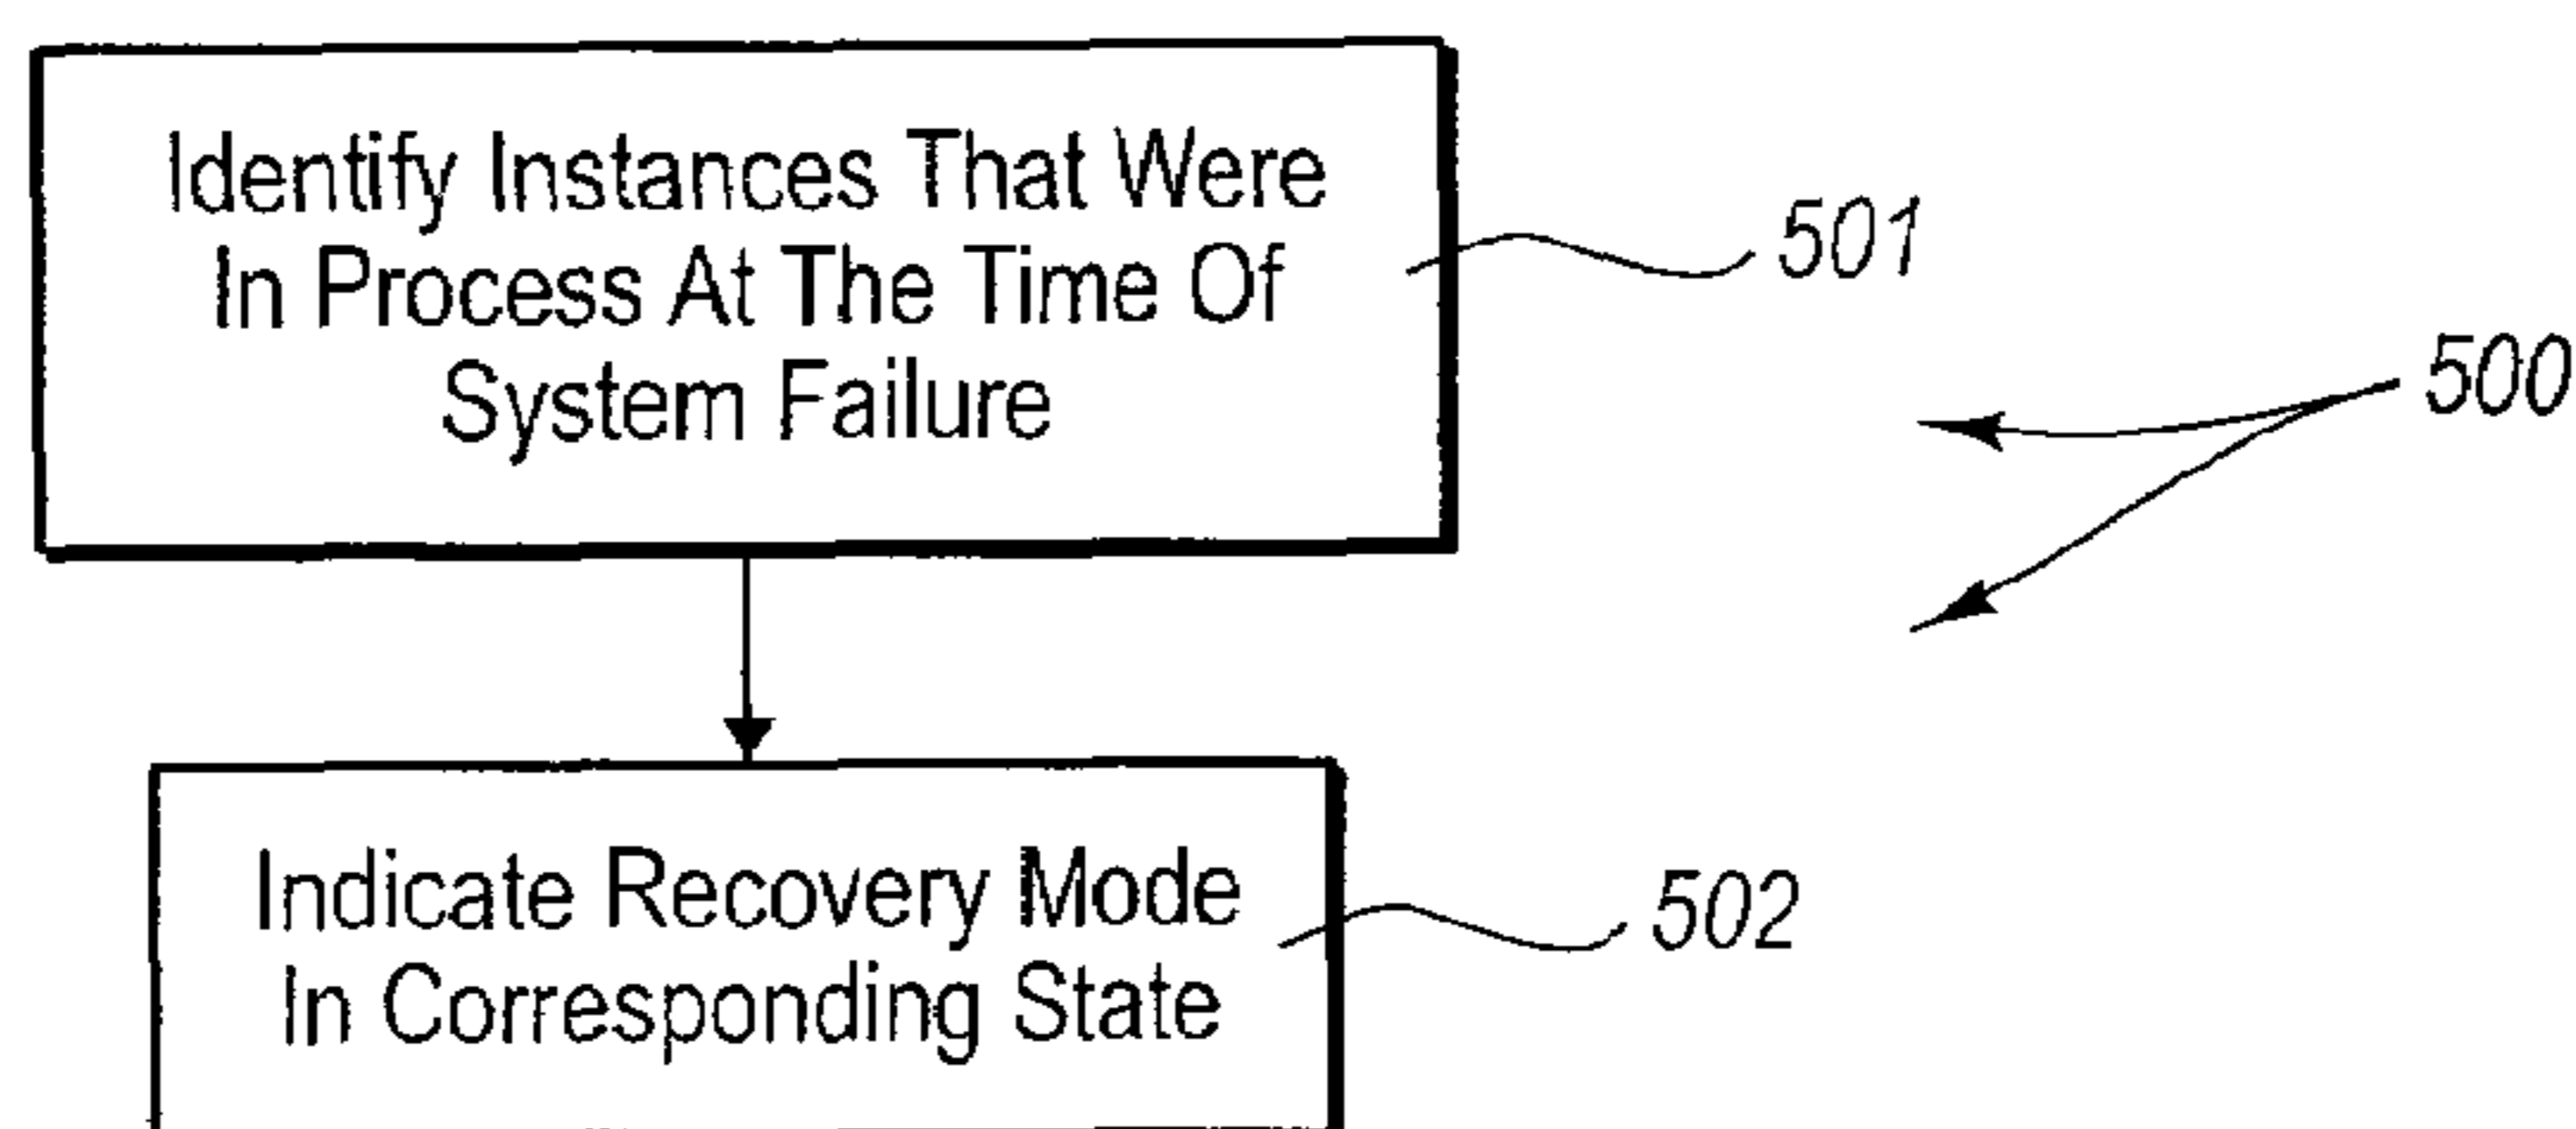 Identify Instances That Were
In Process At The Time Of
System Failure
501
500
Indicate Recovery Mode
In Corresponding State
502